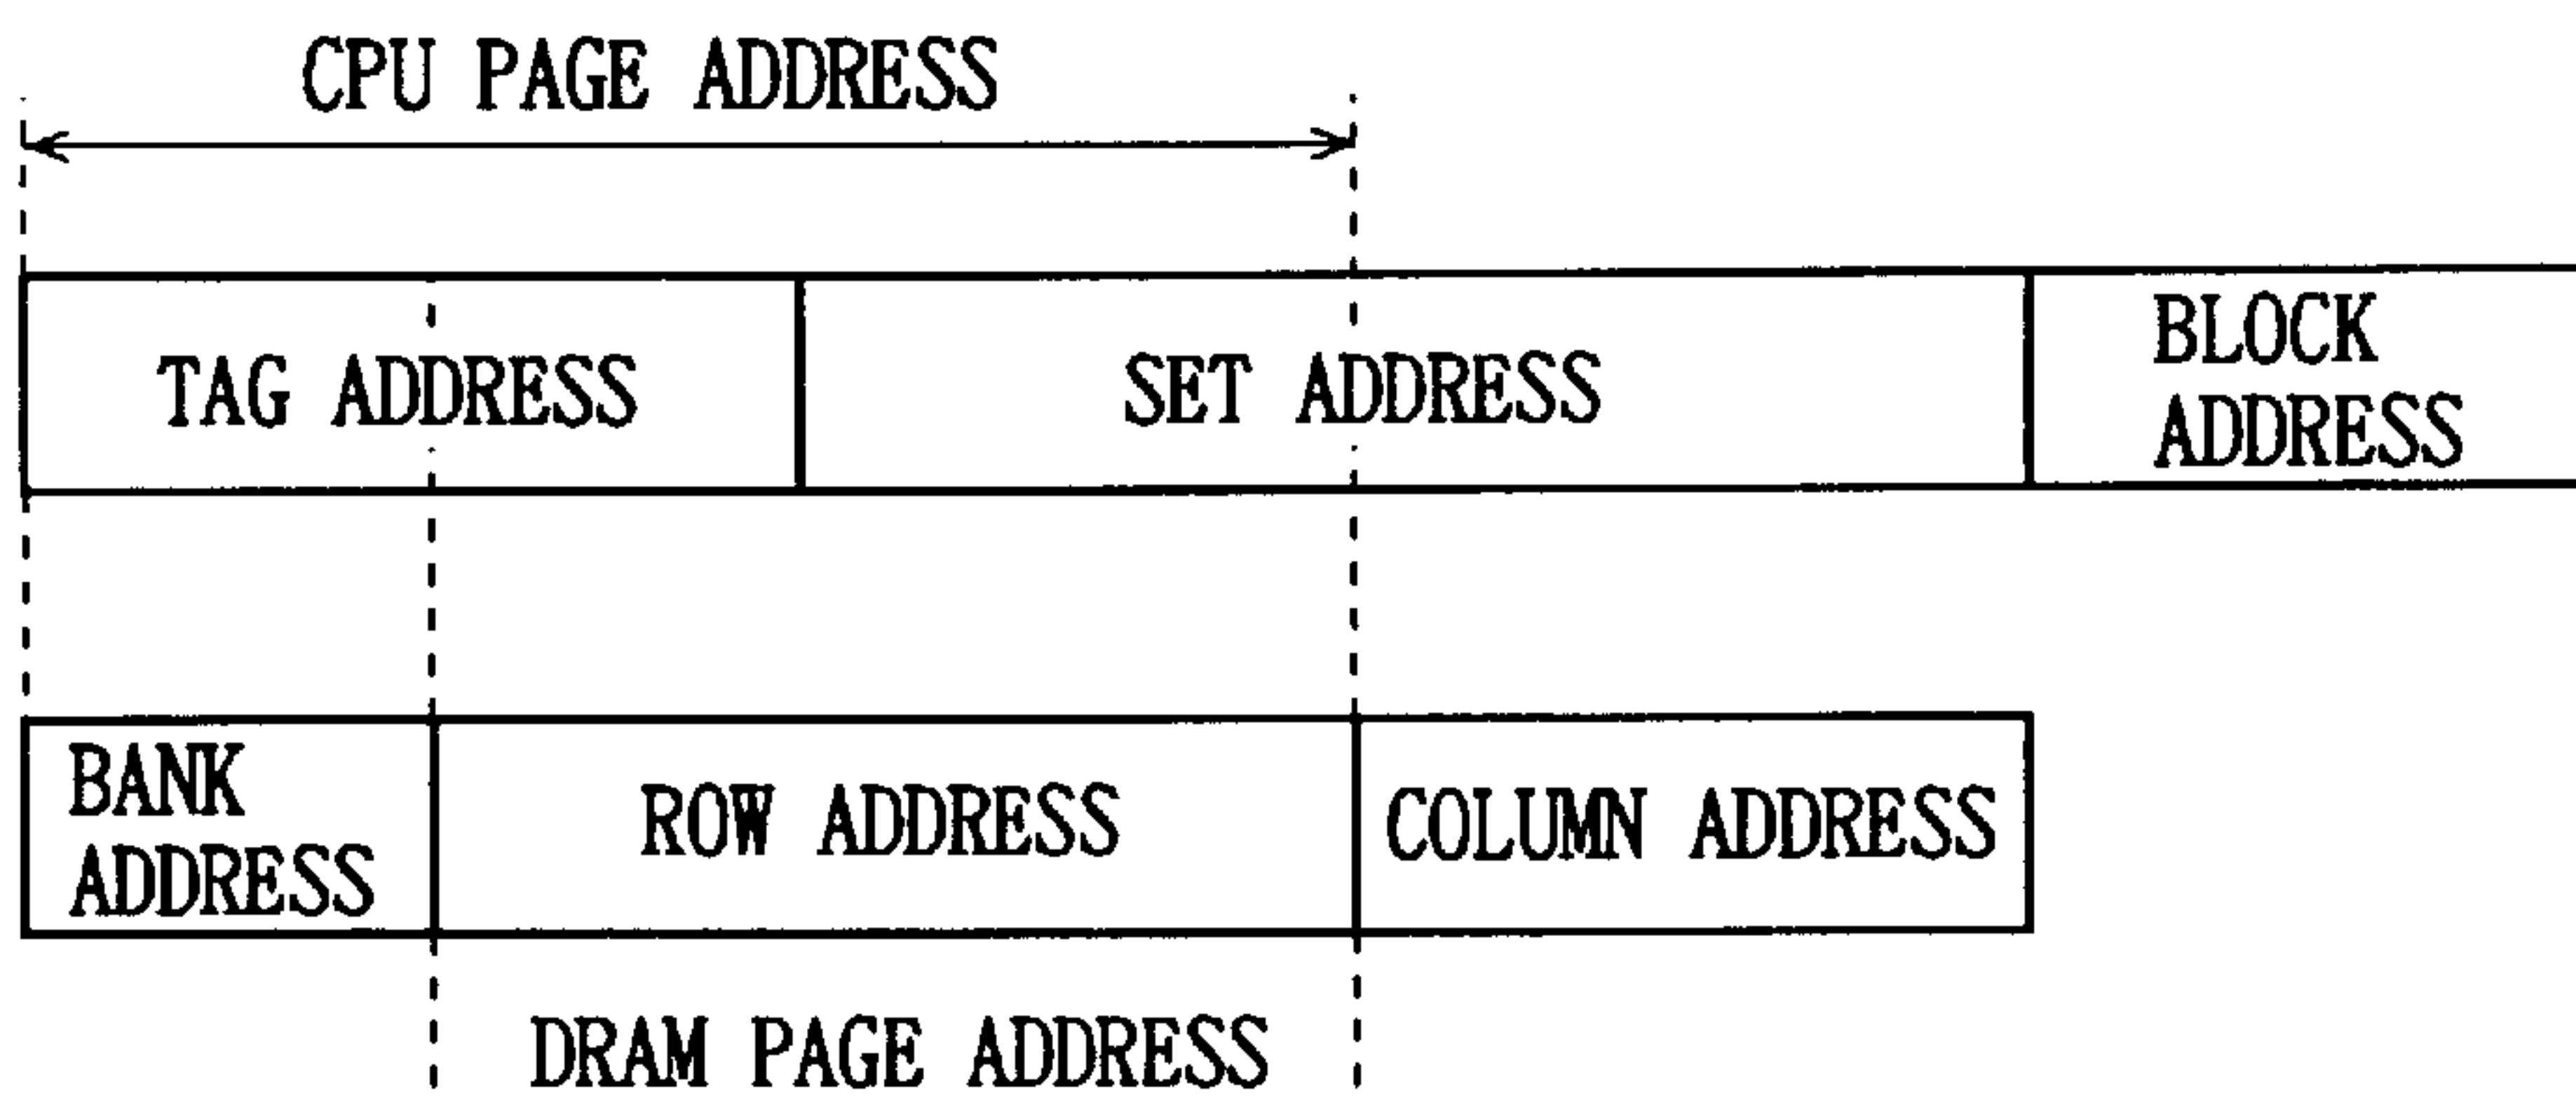 CPU PAGE ADDRESS
TAG ADDRESS
SET ADDRESS
BLOCK
ADDRESS
BANK
ADDRESS
ROW ADDRESS
COLUMN ADDRESS
DRAM PAGE ADDRESS